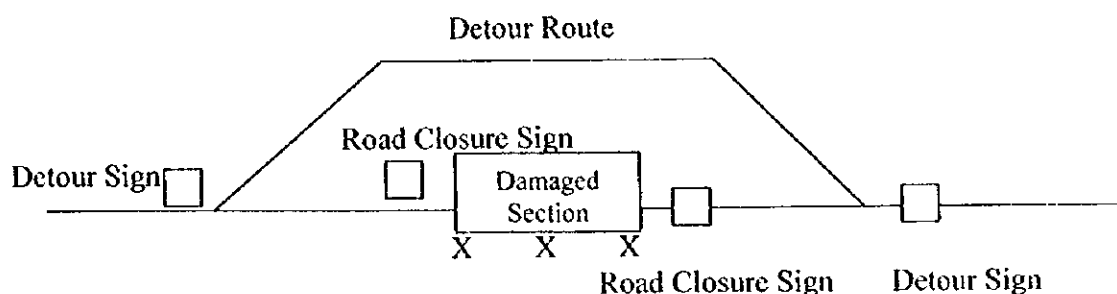 Detour Route
Road Closure Sign
Detour Sign
Damaged
Section
X X X
Road Closure Sign Detour Sign